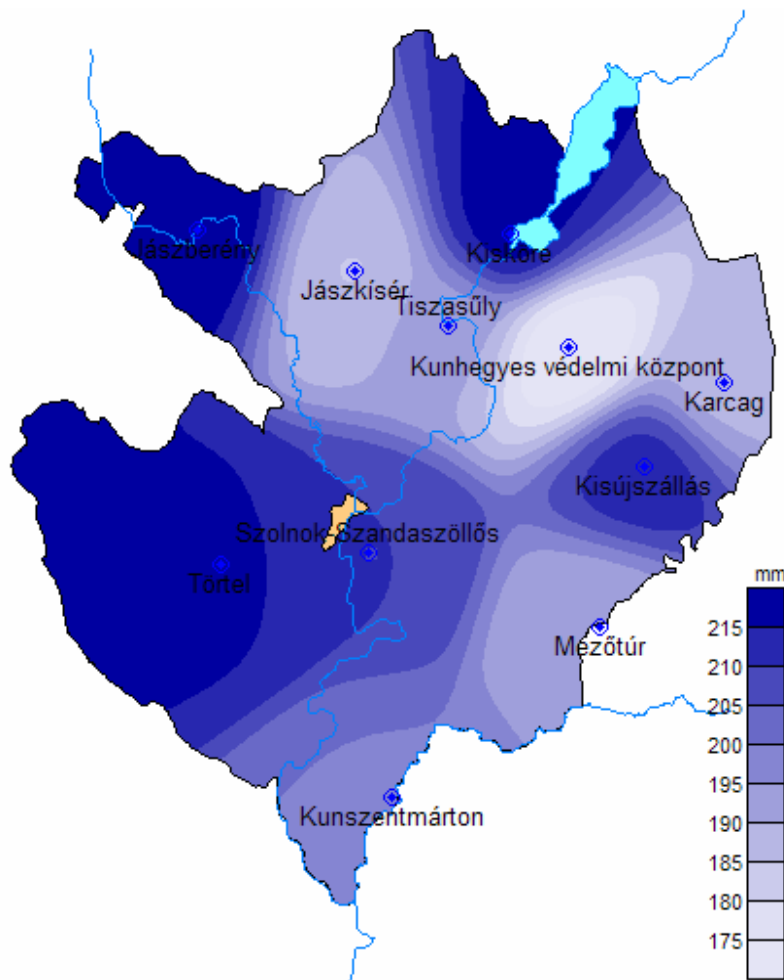 Jászberény
Kisköre
Jászkísér
Tiszasűly
Kunhegyes védelmi központ
Karcag
Kisújszállás
Szolnok-Szandaszöllős
Törtel
Mezőtúr
Kunszentmárton
mm
215
210
205
200
195
190
185
180
175